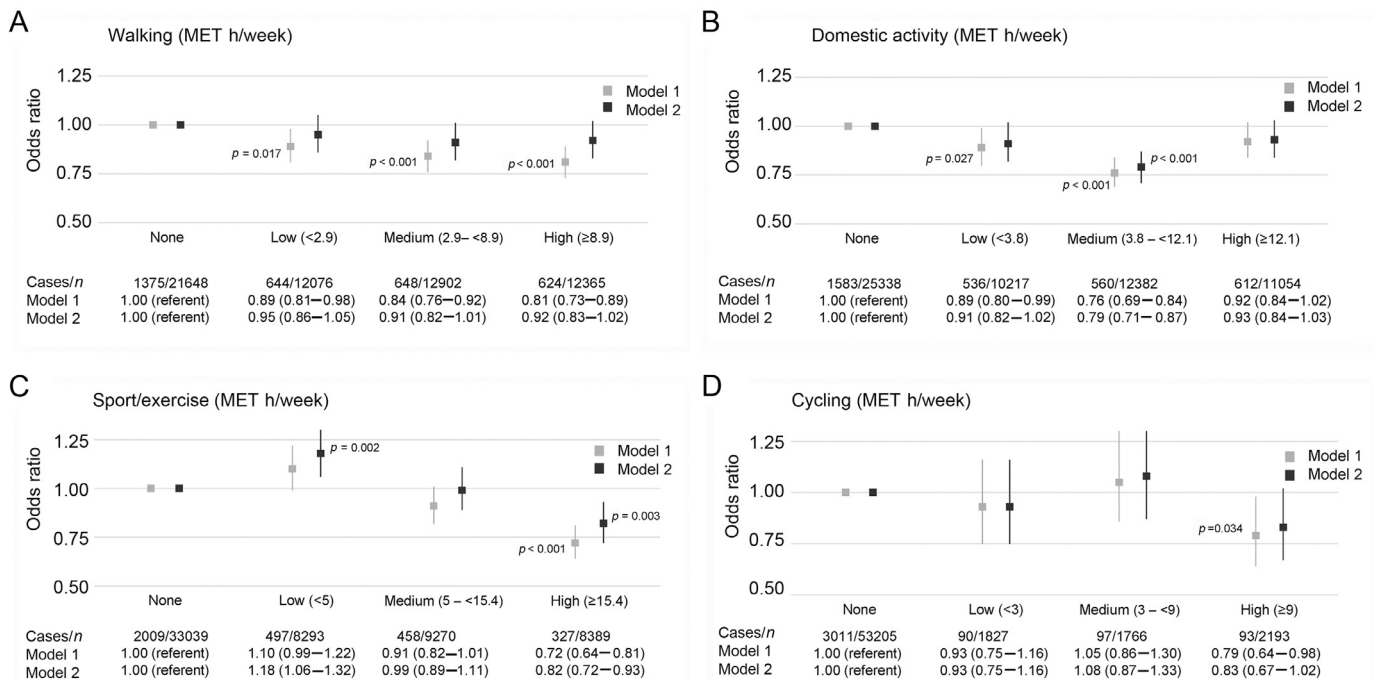 A
Walking (MET h/week)
Odds ratio
1.25
1.00
0.75
0.50
Model 1
Model 2
p = 0.017
p < 0.001
p < 0.001
None Low (<2.9) Medium (2.9– <8.9) High (≥8.9)
Cases/n 1375/21648 644/12076 648/12902 624/12365
Model 1 1.00 (referent) 0.89 (0.81–0.98) 0.84 (0.76–0.92) 0.81 (0.73–0.89)
Model 2 1.00 (referent) 0.95 (0.86–1.05) 0.91 (0.82–1.01) 0.92 (0.83–1.02)
B
Domestic activity (MET h/week)
Odds ratio
1.25
1.00
0.75
0.50
Model 1
Model 2
p = 0.027
p < 0.001
p < 0.001
None Low (<3.8) Medium (3.8 – <12.1) High (≥12.1)
Cases/n 1583/25338 536/10217 560/12382 612/11054
Model 1 1.00 (referent) 0.89 (0.80–0.99) 0.76 (0.69–0.84) 0.92 (0.84–1.02)
Model 2 1.00 (referent) 0.91 (0.82–1.02) 0.79 (0.71–0.87) 0.93 (0.84–1.03)
C
Sport/exercise (MET h/week)
Odds ratio
1.25
1.00
0.75
0.50
Model 1
Model 2
p = 0.002
p < 0.001
p = 0.003
None Low (<5) Medium (5 – <15.4) High (≥15.4)
Cases/n 2009/33039 497/8293 458/9270 327/8389
Model 1 1.00 (referent) 1.10 (0.99–1.22) 0.91 (0.82–1.01) 0.72 (0.64–0.81)
Model 2 1.00 (referent) 1.18 (1.06–1.32) 0.99 (0.89–1.11) 0.82 (0.72–0.93)
D
Cycling (MET h/week)
Odds ratio
1.25
1.00
0.75
0.50
Model 1
Model 2
p=0.034
None Low (<3) Medium (3 – <9) High (≥9)
Cases/n 3011/53205 90/1827 97/1766 93/2193
Model 1 1.00 (referent) 0.93 (0.75–1.16) 1.05 (0.86–1.30) 0.79 (0.64–0.98)
Model 2 1.00 (referent) 0.93 (0.75–1.16) 1.08 (0.87–1.33) 0.83 (0.67–1.02)